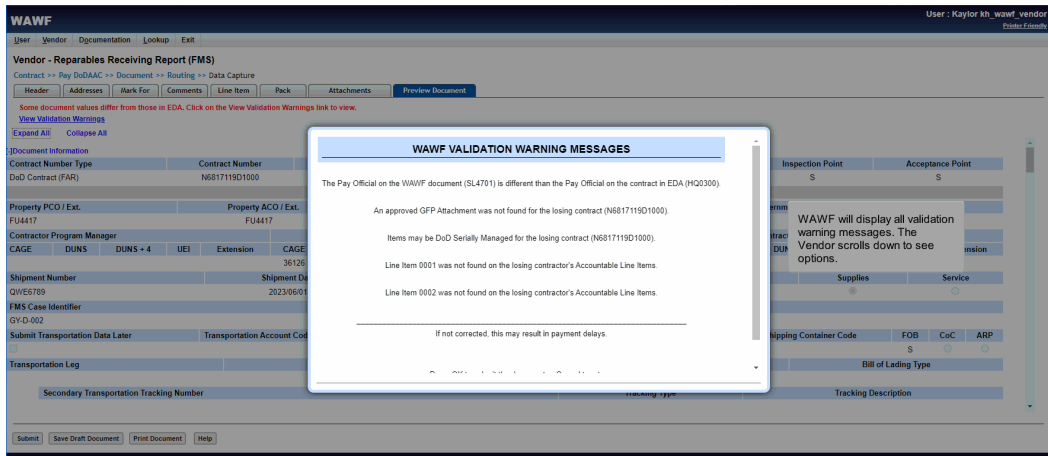 WAWF
User : Kaylor kh_wawf_vendor
Printer Friendly
User Vendor Documentation Lookup Exit
Vendor - Reparables Receiving Report (FMS)
Contract >> Pay DoDAAC >> Document >> Routing >> Data Capture
Header Addresses Mark For Comments Line Item Pack Attachments Preview Document
Some document values differ from those in EDA. Click on the View Validation Warnings link to view.
View Validation Warnings
Expand All Collapse All
[-]Document Information
Contract Number Type Contract Number Inspection Point Acceptance Point
DoD Contract (FAR) N6817119D1000 S S
Property PCO / Ext. Property ACO / Ext.
FU4417 FU4417
Contractor Program Manager
CAGE DUNS DUNS + 4 UEI Extension CAGE
36126
Shipment Number Shipment Da Supplies Service
QWE6789 2023/06/01
FMS Case Identifier
GY-D-002
Submit Transportation Data Later Transportation Account Cod hipping Container Code FOB CoC ARP
S
Transportation Leg Bill of Lading Type
Secondary Transportation Tracking Number Tracking Type Tracking Description
Submit Save Draft Document Print Document Help
WAWF VALIDATION WARNING MESSAGES
The Pay Official on the WAWF document (SL4701) is different than the Pay Official on the contract in EDA (HQ0300).
An approved GFP Attachment was not found for the losing contract (N6817119D1000).
Items may be DoD Serially Managed for the losing contract (N6817119D1000).
Line Item 0001 was not found on the losing contractor's Accountable Line Items.
Line Item 0002 was not found on the losing contractor's Accountable Line Items.
If not corrected, this may result in payment delays.
WAWF will display all validation
warning messages. The
Vendor scrolls down to see
options.